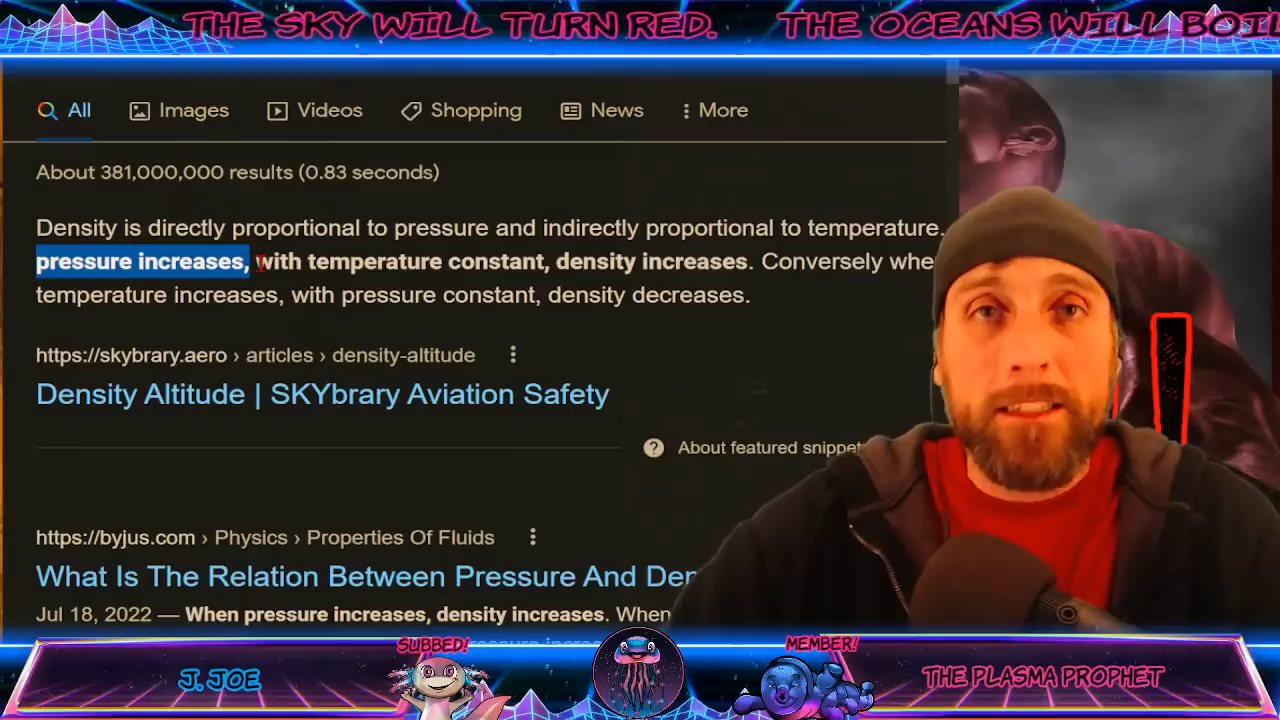 THE SKY WILL TURN RED. THE OCEANS WILL BOIL
All Images Videos Shopping News More
About 381,000,000 results (0.83 seconds)
Density is directly proportional to pressure and indirectly proportional to temperature.
pressure increases, with temperature constant, density increases. Conversely whe
temperature increases, with pressure constant, density decreases.
https://skybrary.aero › articles › density-altitude
Density Altitude | SKYbrary Aviation Safety
About featured snippet
https://byjus.com › Physics › Properties Of Fluids
What Is The Relation Between Pressure And Den
Jul 18, 2022 — When pressure increases, density increases. When
SUBBED!
MEMBER!
J. JOE
THE PLASMA PROPHET